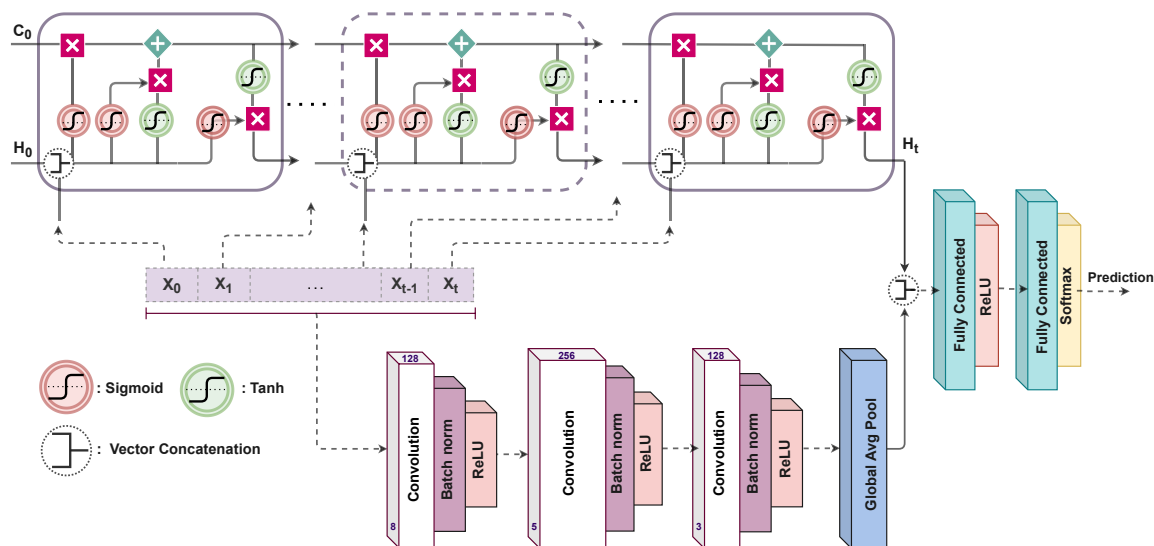 C0
H0
. . . .
. . . .
Ht
X0 X1 ... Xt-1 Xt
Fully Connected
ReLU
Fully Connected
Softmax
Prediction
: Sigmoid
: Tanh
: Vector Concatenation
128
Convolution
8
Batch norm
ReLU
256
Convolution
5
Batch norm
ReLU
128
Convolution
3
Batch norm
ReLU
Global Avg Pool